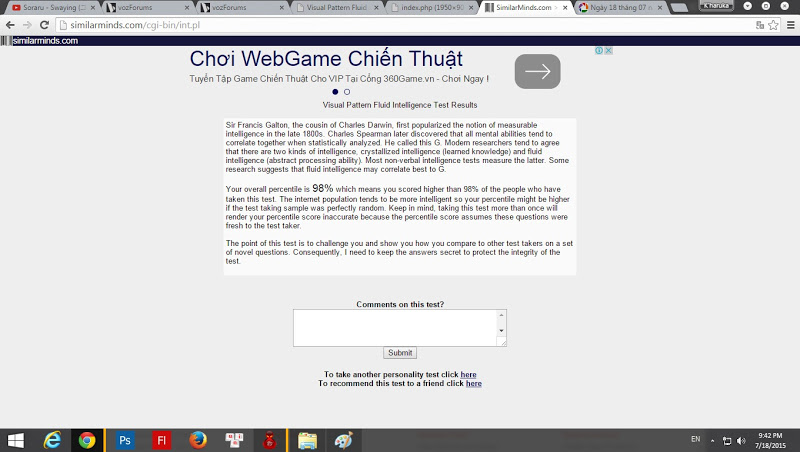 Soraru - Swaying
vozForums
vozForums
Visual Pattern Fluid
index.php (1950×93
SimilarMinds.com
Ngày 18 tháng 07 n
K haruka
similarminds.com/cgi-bin/int.pl
similarminds.com
Chơi WebGame Chiến Thuật
Tuyển Tập Game Chiến Thuật Cho VIP Tại Cổng 360Game.vn - Chơi Ngay !
Visual Pattern Fluid Intelligence Test Results
Sir Francis Galton, the cousin of Charles Darwin, first popularized the notion of measurable
intelligence in the late 1800s. Charles Spearman later discovered that all mental abilities tend to
correlate together when statistically analyzed. He called this G. Modern researchers tend to agree
that there are two kinds of intelligence, crystallized intelligence (learned knowledge) and fluid
intelligence (abstract processing ability). Most non-verbal intelligence tests measure the latter. Some
research suggests that fluid intelligence may correlate best to G.
Your overall percentile is 98% which means you scored higher than 98% of the people who have
taken this test. The internet population tends to be more intelligent so your percentile might be higher
if the test taking sample was perfectly random. Keep in mind, taking this test more than once will
render your percentile score inaccurate because the percentile score assumes these questions were
fresh to the test taker.
The point of this test is to challenge you and show you how you compare to other test takers on a set
of novel questions. Consequently, I need to keep the answers secret to protect the integrity of the
test.
Comments on this test?
Submit
To take another personality test click here
To recommend this test to a friend click here
Ps
Fl
EN
9:42 PM
7/18/2015